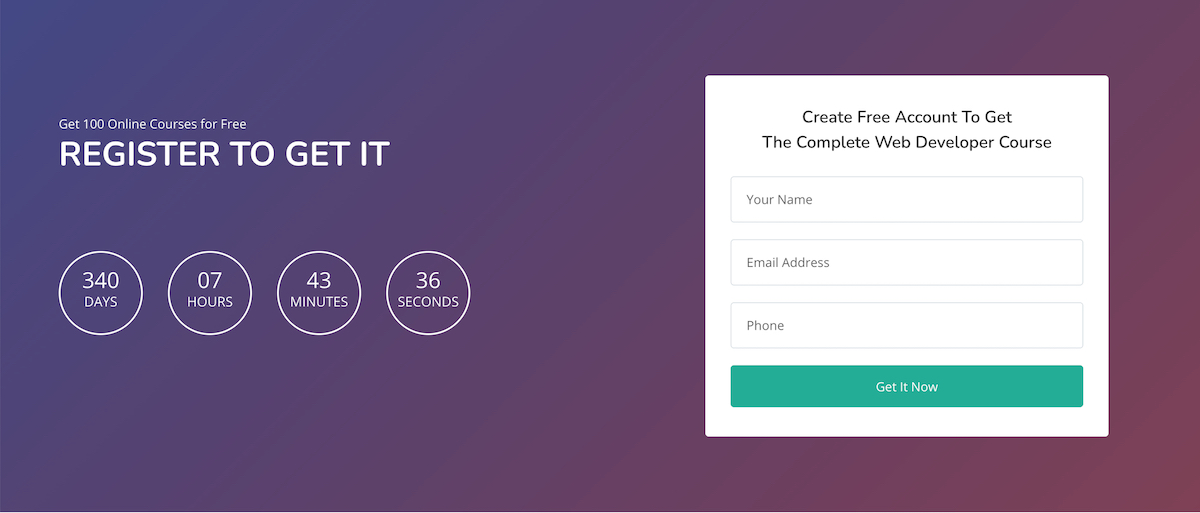 Get 100 Online Courses for Free
REGISTER TO GET IT
340
DAYS
07
HOURS
43
MINUTES
36
SECONDS
Create Free Account To Get
The Complete Web Developer Course
Your Name
Email Address
Phone
Get It Now